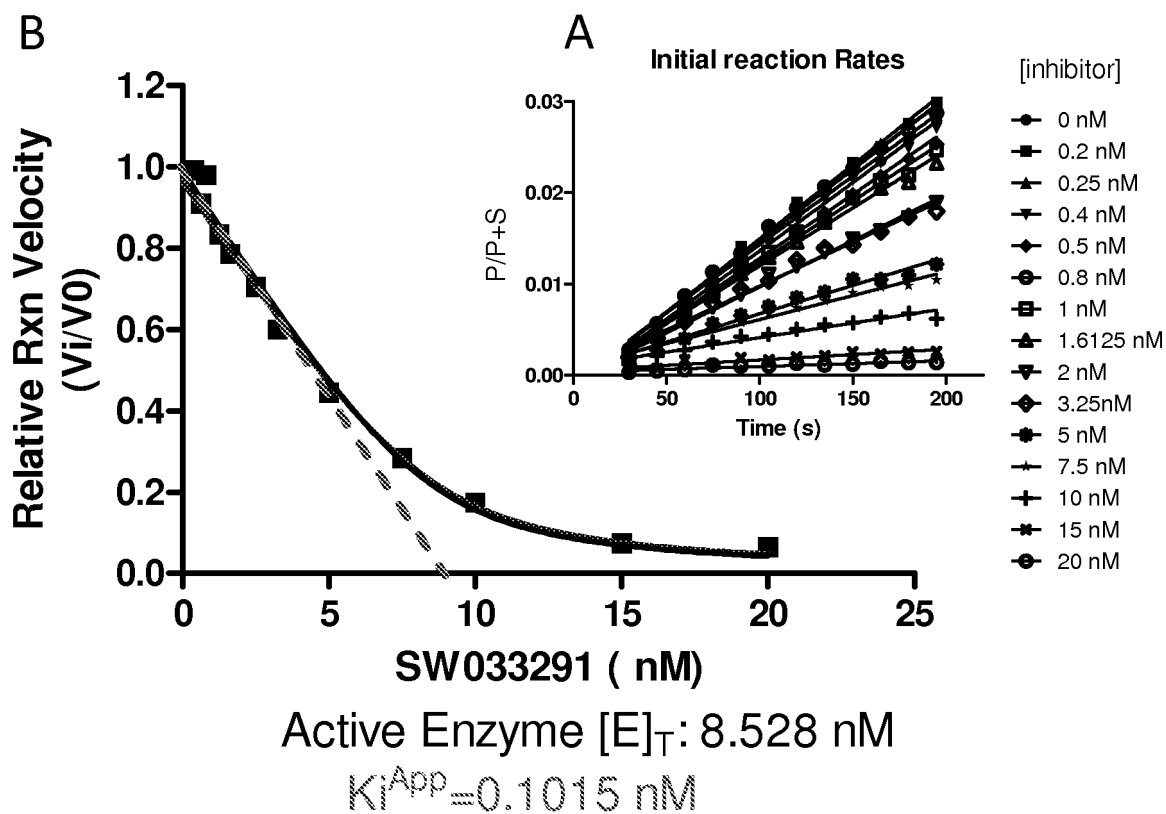 B
A
Initial reaction Rates
[inhibitor]
0 nM
0.2 nM
0.25 nM
0.4 nM
0.5 nM
0.8 nM
1 nM
1.6125 nM
2 nM
3.25nM
5 nM
7.5 nM
10 nM
15 nM
20 nM
P/P+S
0.03
0.02
0.01
0.00
0 50 100 150 200
Time (s)
Relative Rxn Velocity
(Vi/V0)
1.2
1.0
0.8
0.6
0.4
0.2
0.0
0 5 10 15 20 25
SW033291 ( nM)
Active Enzyme [E]T: 8.528 nM
KiApp=0.1015 nM